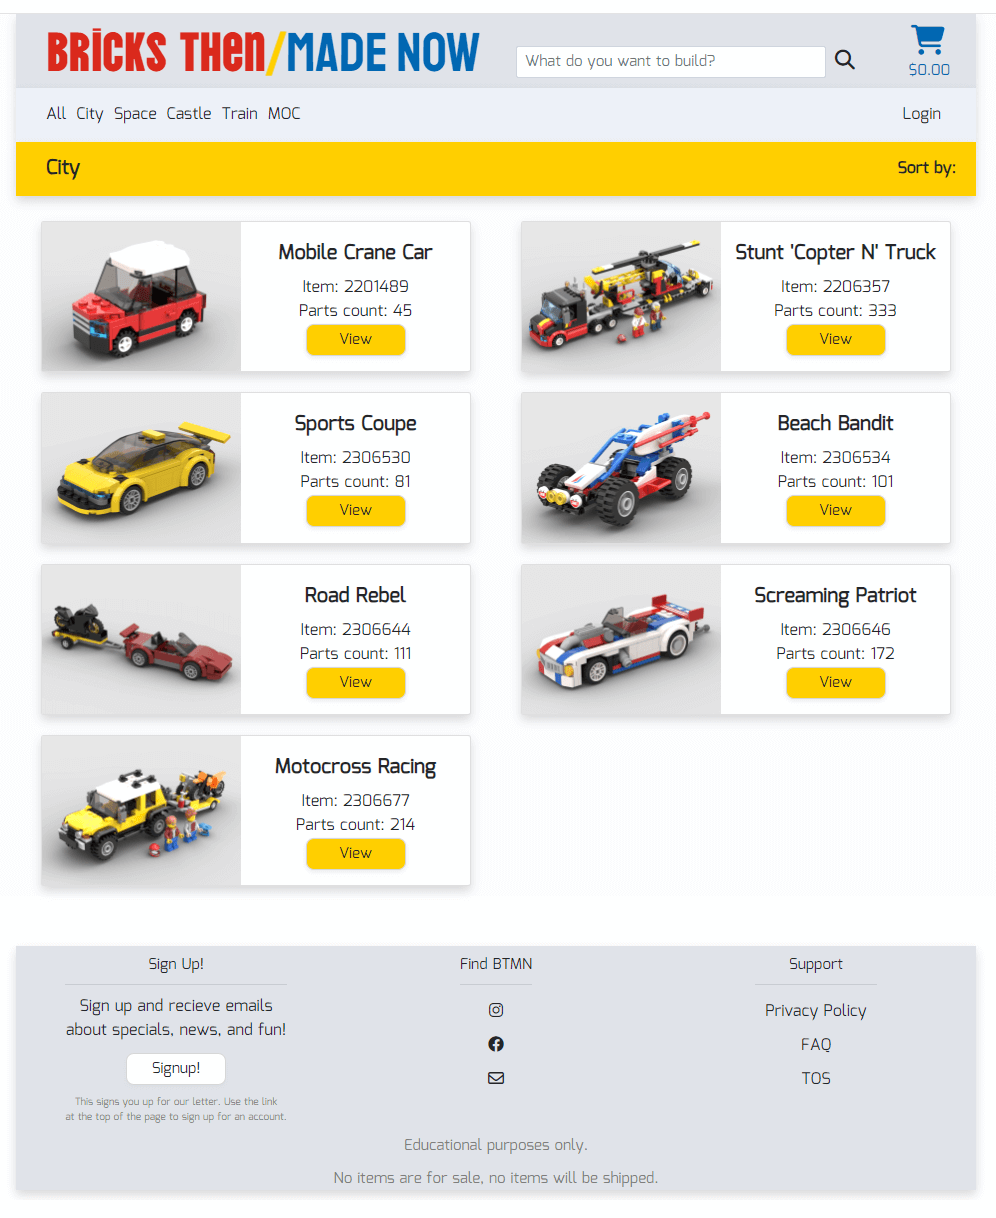 BRICKS THEN/MADE NOW
What do you want to build?
$0.00
All City Space Castle Train MOC
Login
City
Sort by:
Mobile Crane Car
Item: 2201489
Parts count: 45
View
Stunt 'Copter N' Truck
Item: 2206357
Parts count: 333
View
Sports Coupe
Item: 2306530
Parts count: 81
View
Beach Bandit
Item: 2306534
Parts count: 101
View
Road Rebel
Item: 2306644
Parts count: 111
View
Screaming Patriot
Item: 2306646
Parts count: 172
View
Motocross Racing
Item: 2306677
Parts count: 214
View
Sign Up!
Sign up and recieve emails
about specials, news, and fun!
Signup!
This signs you up for our letter. Use the link
at the top of the page to sign up for an account.
Find BTMN
Support
Privacy Policy
FAQ
TOS
Educational purposes only.
No items are for sale, no items will be shipped.